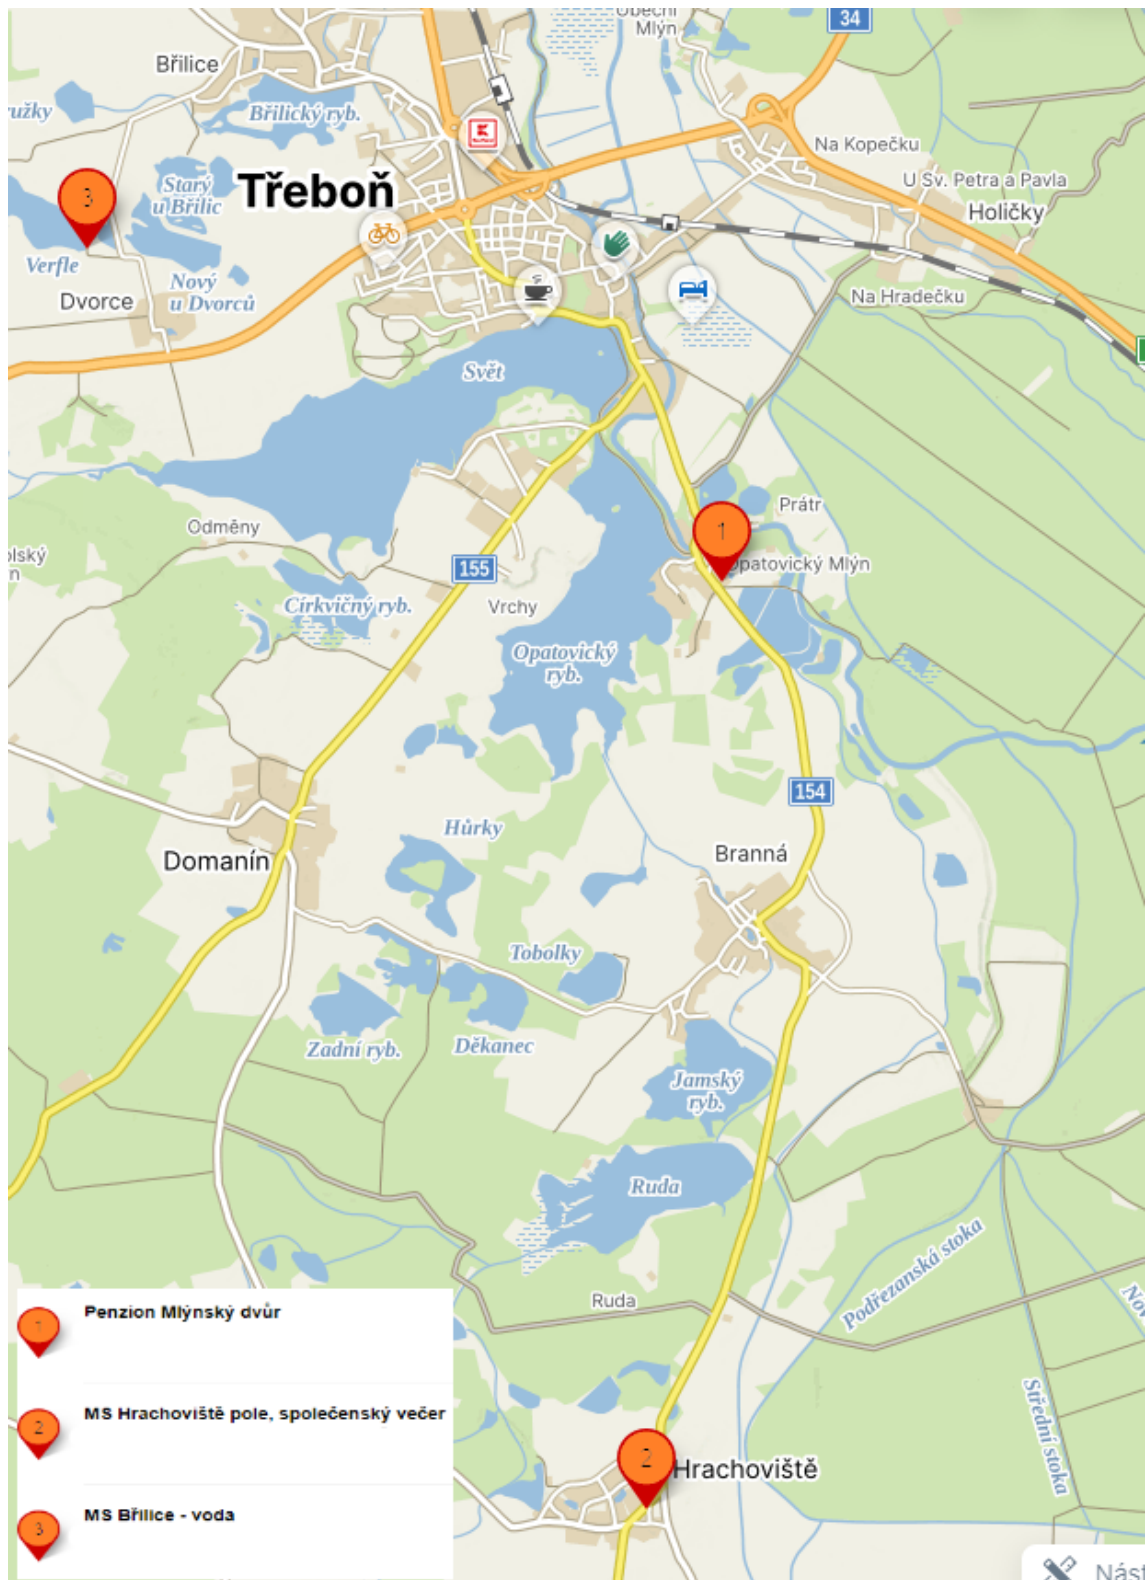 Obecní
Mlýn
34
Břilice
Břilický ryb.
Na Kopečku
U Sv. Petra a Pavla
Holičky
Starý
u Břilic
Třeboň
3
Verfle
Nový
u Dvorců
Dvorce
Na Hradečku
Svět
Odměny
Prátr
1
Opatovický Mlýn
155
Vrchy
Církvičný ryb.
Opatovický
ryb.
154
Hůrky
Branná
Domanín
Tobolky
Zadní ryb.
Děkanec
Jamský
ryb.
Ruda
Podřezanská stoka
Ruda
Střední stoka
2
Hrachoviště
1
Penzion Mlýnský dvůr
2
MS Hrachoviště pole, společenský večer
3
MS Břilice - voda